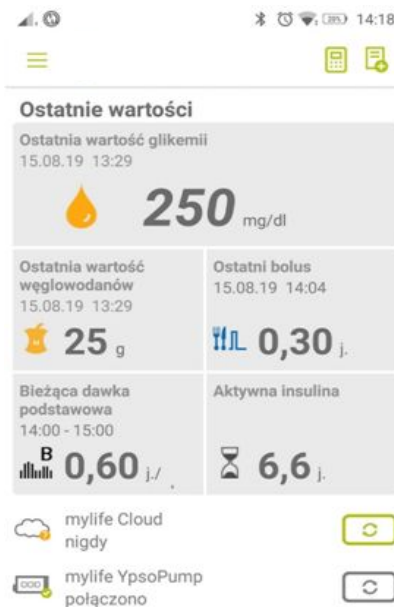 14:18
Ostatnie wartości
Ostatnia wartość glikemii
15.08.19 13:29
250 mg/dl
Ostatnia wartość
węglowodanów
15.08.19 13:29
25 g
Ostatni bolus
15.08.19 14:04
0,30 j.
Bieżąca dawka
podstawowa
14:00 - 15:00
B
0,60 j./
Aktywna insulina
6,6 j.
mylife Cloud
nigdy
mylife YpsoPump
połączono